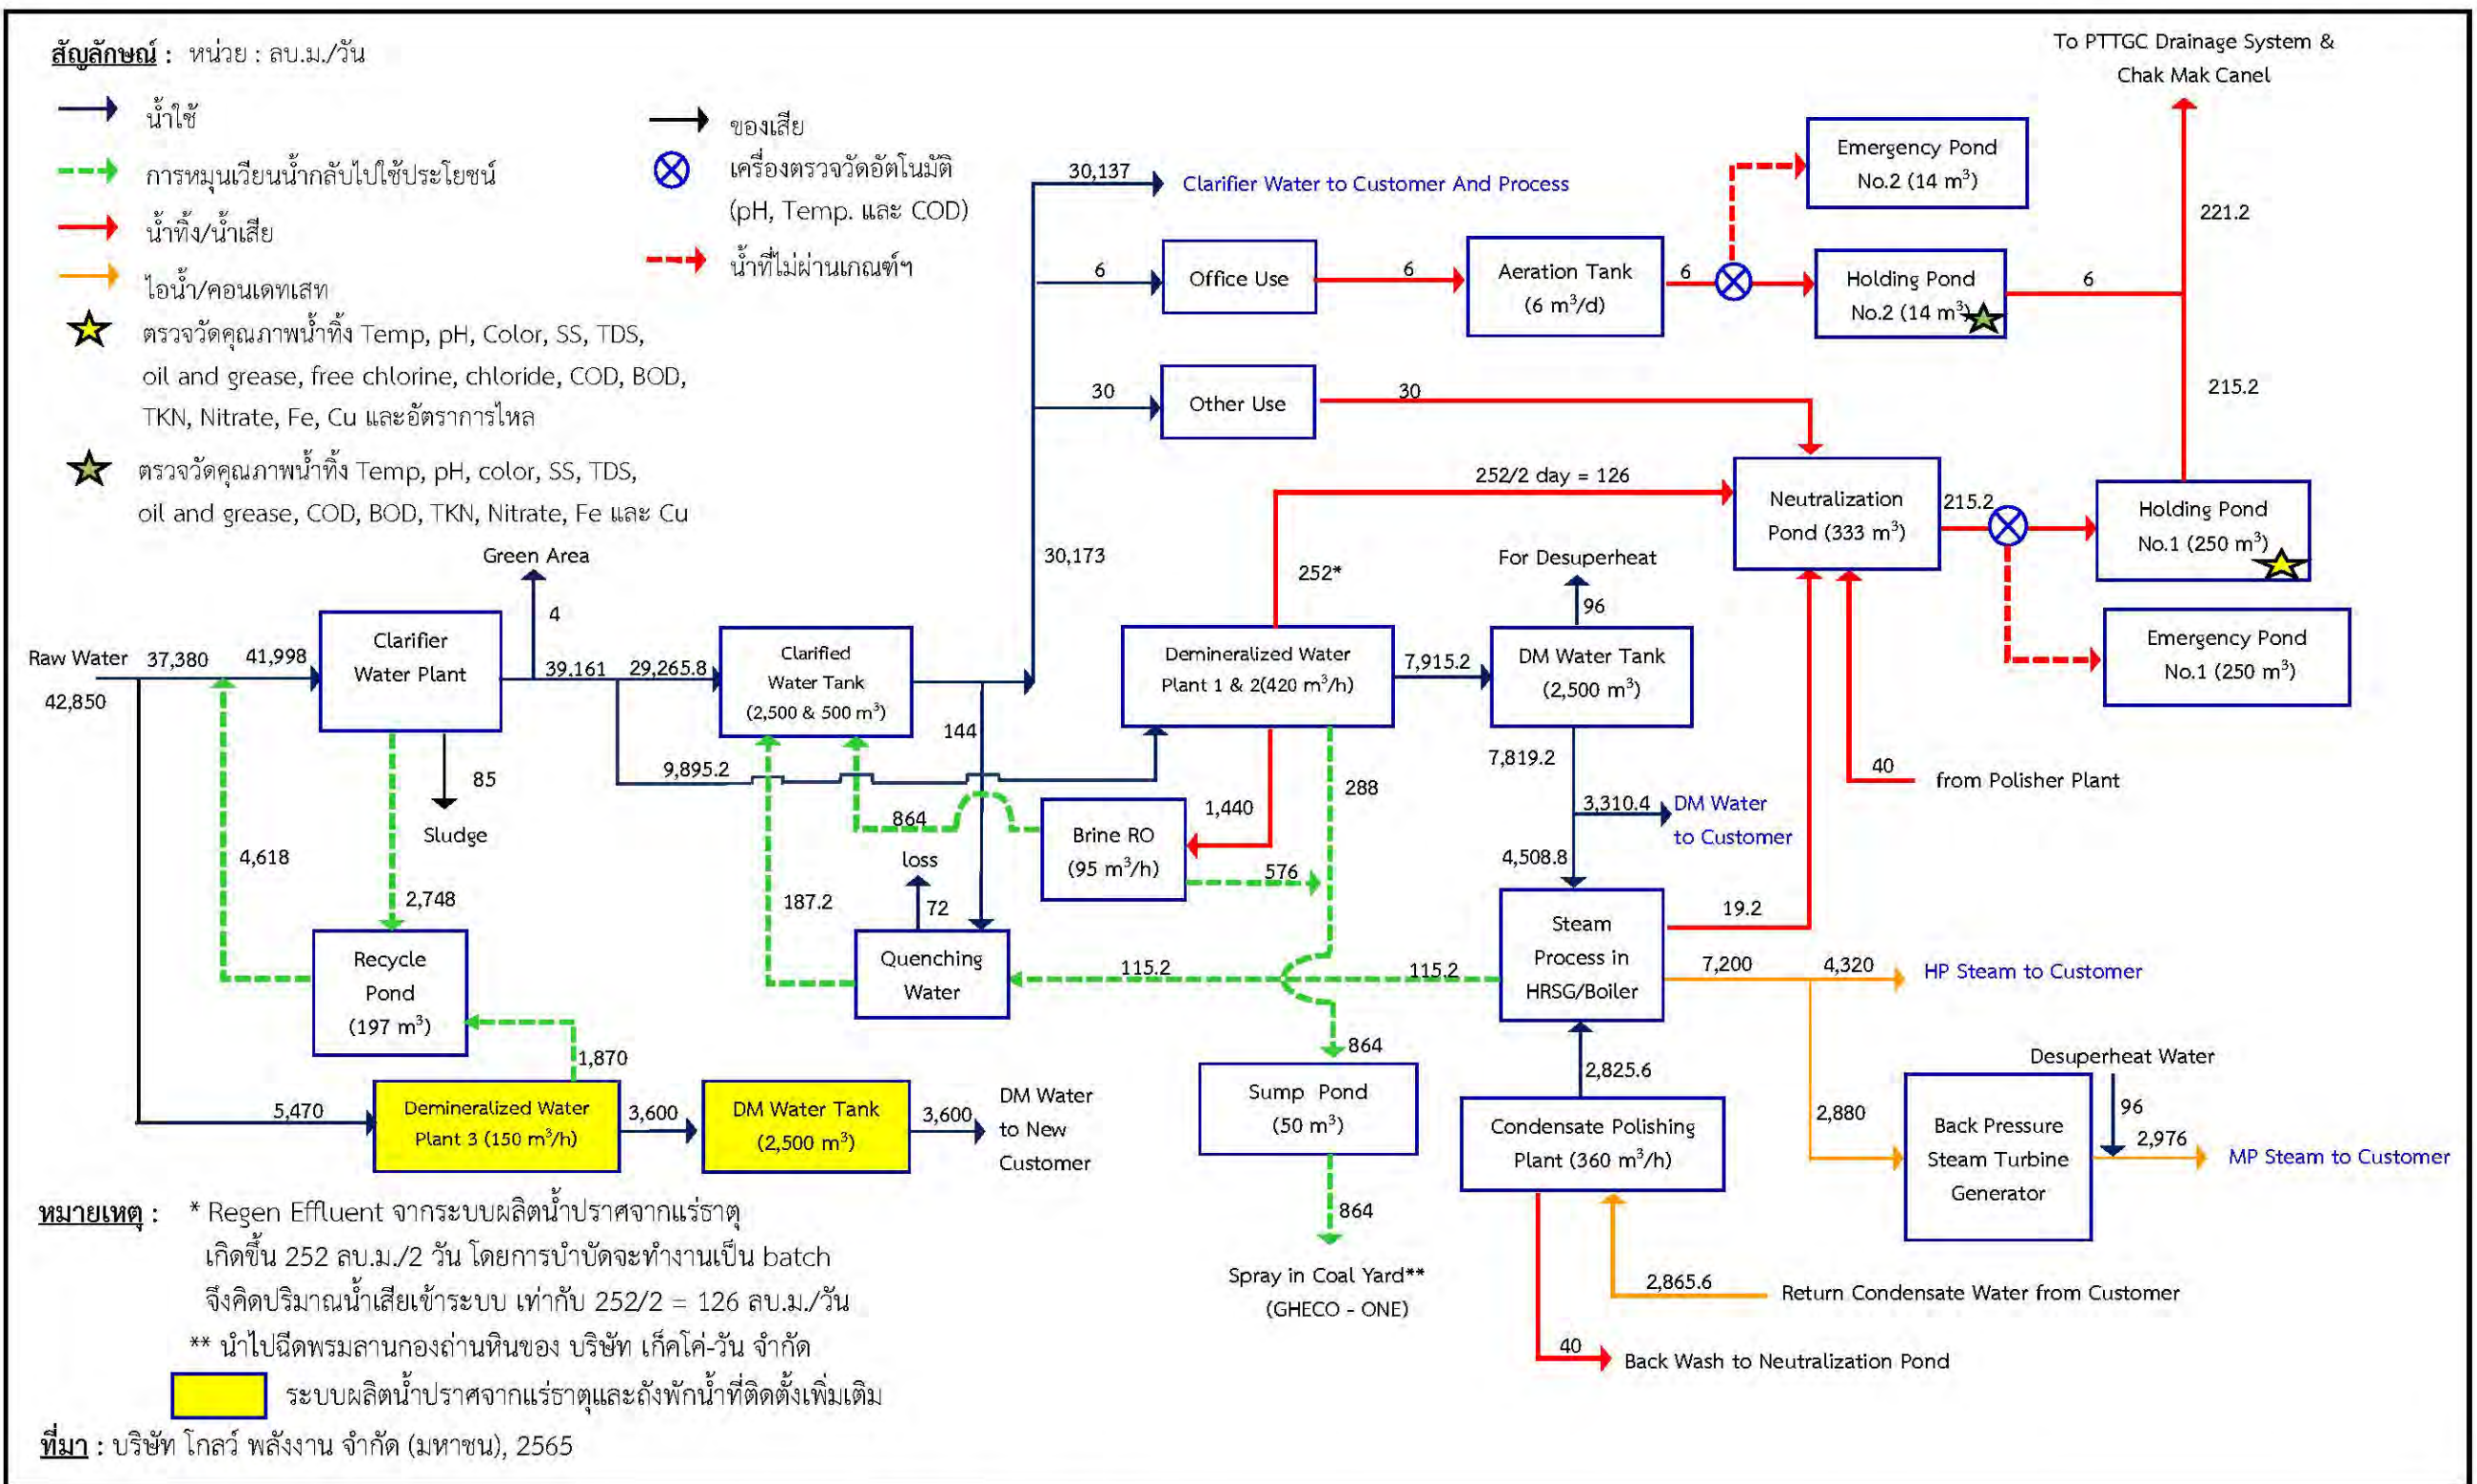 สัญลักษณ์ : หน่วย : ลบ.ม./วัน
น้ำใช้
การหมุนเวียนน้ำกลับไปใช้ประโยชน์
น้ำทิ้ง/น้ำเสีย
ไอน้ำ/คอนเดทเสท
ตรวจวัดคุณภาพน้ำทิ้ง Temp, pH, Color, SS, TDS,
oil and grease, free chlorine, chloride, COD, BOD,
TKN, Nitrate, Fe, Cu และอัตราการไหล
ตรวจวัดคุณภาพน้ำทิ้ง Temp, pH, color, SS, TDS,
oil and grease, COD, BOD, TKN, Nitrate, Fe และ Cu
ของเสีย
เครื่องตรวจวัดอัตโนมัติ
(pH, Temp. และ COD)
น้ำที่ไม่ผ่านเกณฑ์ฯ
To PTTGC Drainage System &
Chak Mak Canel
221.2
215.2
30,137
Clarifier Water to Customer And Process
6
Office Use
6
Aeration Tank
(6 m³/d)
6
Emergency Pond
No.2 (14 m³)
Holding Pond
No.2 (14 m³)
6
30
Other Use
30
252/2 day = 126
Neutralization
Pond (333 m³)
215.2
Holding Pond
No.1 (250 m³)
Emergency Pond
No.1 (250 m³)
40
from Polisher Plant
30,173
252*
For Desuperheat
96
Green Area
4
Raw Water
42,850
37,380
41,998
Clarifier
Water Plant
39,161
29,265.8
Clarified
Water Tank
(2,500 & 500 m³)
144
Demineralized Water
Plant 1 & 2(420 m³/h)
7,915.2
DM Water Tank
(2,500 m³)
9,895.2
85
Sludge
4,618
2,748
864
Brine RO
(95 m³/h)
1,440
576
288
7,819.2
3,310.4
DM Water
to Customer
4,508.8
loss
72
187.2
Recycle
Pond
(197 m³)
Quenching
Water
115.2
115.2
Steam
Process in
HRSG/Boiler
19.2
7,200
4,320
HP Steam to Customer
1,870
864
Sump Pond
(50 m³)
864
Spray in Coal Yard**
(GHECO - ONE)
2,825.6
Condensate Polishing
Plant (360 m³/h)
2,880
Desuperheat Water
Back Pressure
Steam Turbine
Generator
96
2,976
MP Steam to Customer
2,865.6
Return Condensate Water from Customer
40
Back Wash to Neutralization Pond
5,470
Demineralized Water
Plant 3 (150 m³/h)
3,600
DM Water Tank
(2,500 m³)
3,600
DM Water
to New
Customer
หมายเหตุ : * Regen Effluent จากระบบผลิตน้ำปราศจากแร่ธาตุ
เกิดขึ้น 252 ลบ.ม./2 วัน โดยการบำบัดจะทำงานเป็น batch
จึงคิดปริมาณน้ำเสียเข้าระบบ เท่ากับ 252/2 = 126 ลบ.ม./วัน
** นำไปฉีดพรมลานกองถ่านหินของ บริษัท เก็คโค่-วัน จำกัด
ระบบผลิตน้ำปราศจากแร่ธาตุและถังพักน้ำที่ติดตั้งเพิ่มเติม
ที่มา : บริษัท โกลว์ พลังงาน จำกัด (มหาชน), 2565